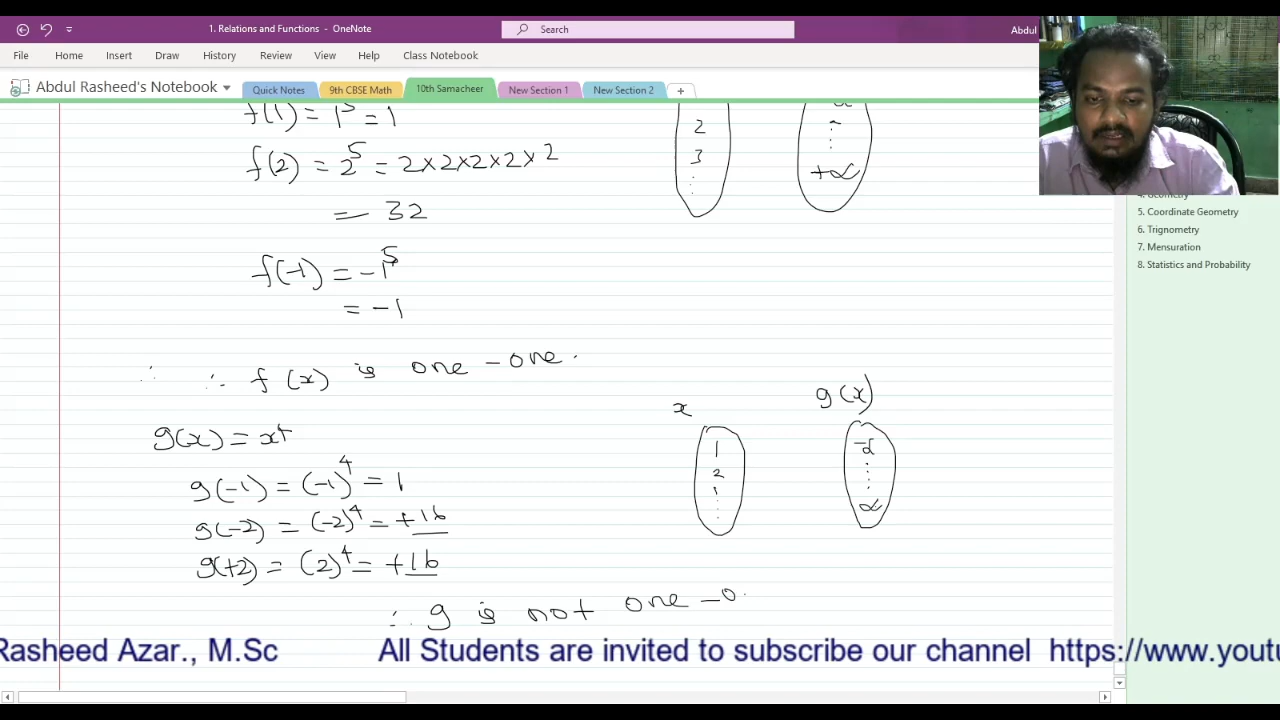 1. Relations and Functions - OneNote
Search
Abdul
File Home Insert Draw History Review View Help Class Notebook
Abdul Rasheed's Notebook
Quick Notes 9th CBSE Math 10th Samacheer New Section 1 New Section 2 +
f(1) = 1⁵ = 1
f(2) = 2⁵ = 2×2×2×2×2
= 32
f(-1) = -1⁵
= -1
∴ ∴ f(x) is one-one.
g(x) = x⁴
g(-1) = (-1)⁴ = 1
g(-2) = (-2)⁴ = +16
g(+2) = (2)⁴ = +16
∴ g is not one-o
2
3
+∝
x
g(x)
1
2
-∝
∝
5. Coordinate Geometry
6. Trignometry
7. Mensuration
8. Statistics and Probability
Rasheed Azar., M.Sc All Students are invited to subscribe our channel https://www.youtu